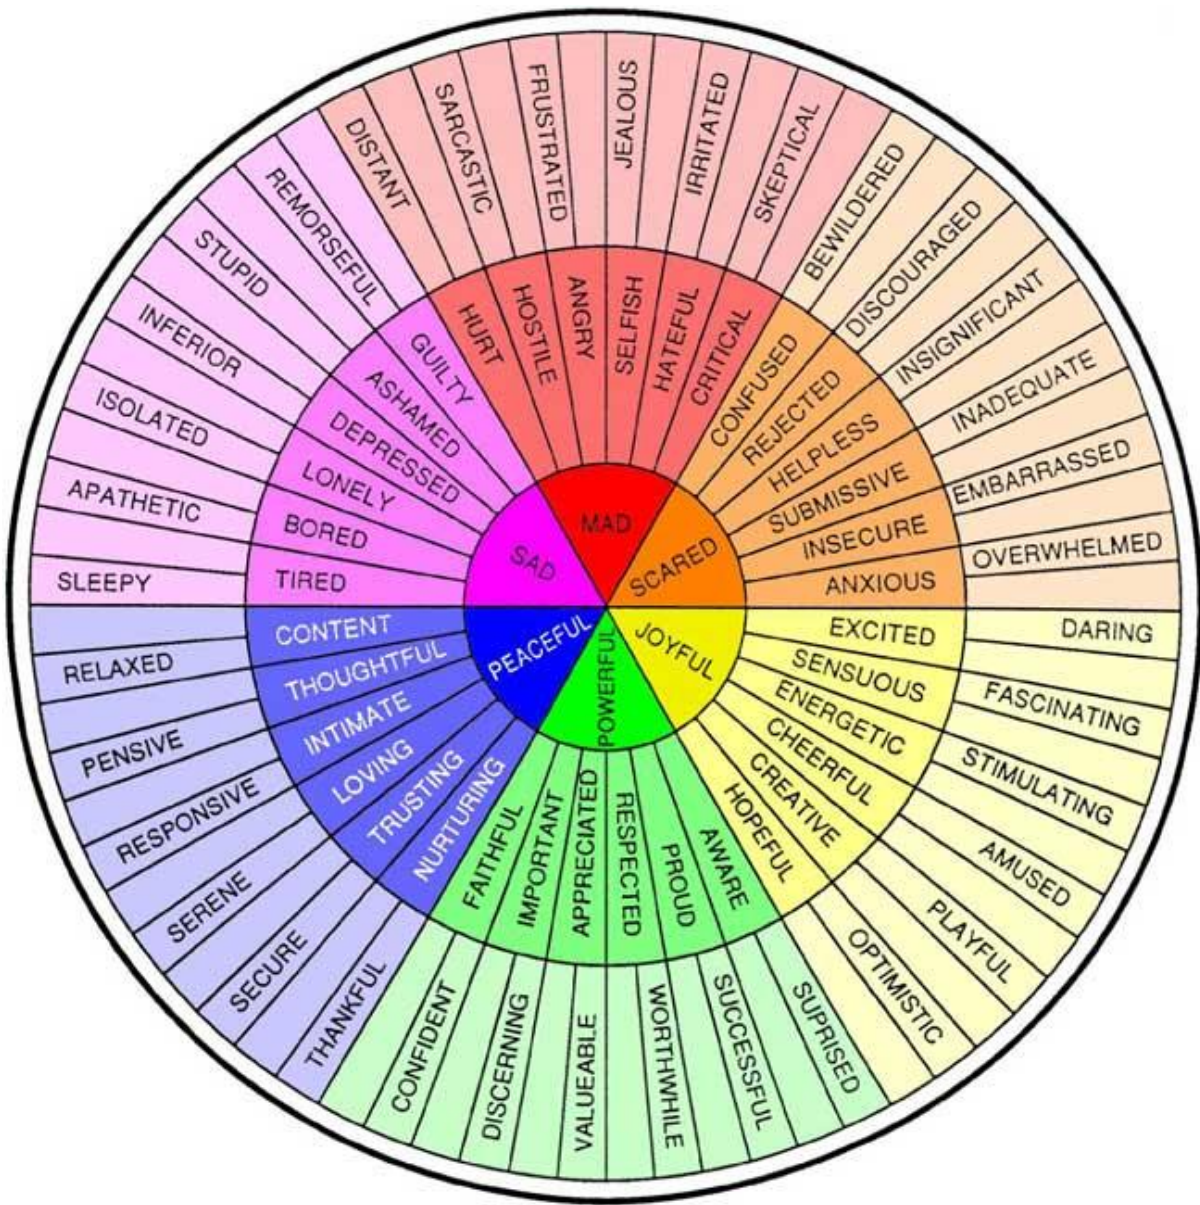 MAD
SCARED
JOYFUL
POWERFUL
PEACEFUL
SAD
HURT
HOSTILE
ANGRY
SELFISH
HATEFUL
CRITICAL
CONFUSED
REJECTED
HELPLESS
SUBMISSIVE
INSECURE
ANXIOUS
EXCITED
SENSUOUS
ENERGETIC
CHEERFUL
CREATIVE
HOPEFUL
AWARE
PROUD
RESPECTED
APPRECIATED
IMPORTANT
FAITHFUL
NURTURING
TRUSTING
LOVING
INTIMATE
THOUGHTFUL
CONTENT
TIRED
BORED
LONELY
DEPRESSED
ASHAMED
GUILTY
DISTANT
SARCASTIC
FRUSTRATED
JEALOUS
IRRITATED
SKEPTICAL
BEWILDERED
DISCOURAGED
INSIGNIFICANT
INADEQUATE
EMBARRASSED
OVERWHELMED
DARING
FASCINATING
STIMULATING
AMUSED
PLAYFUL
OPTIMISTIC
SUPRISED
SUCCESSFUL
WORTHWHILE
VALUEABLE
DISCERNING
CONFIDENT
THANKFUL
SECURE
SERENE
RESPONSIVE
PENSIVE
RELAXED
SLEEPY
APATHETIC
ISOLATED
INFERIOR
STUPID
REMORSEFUL